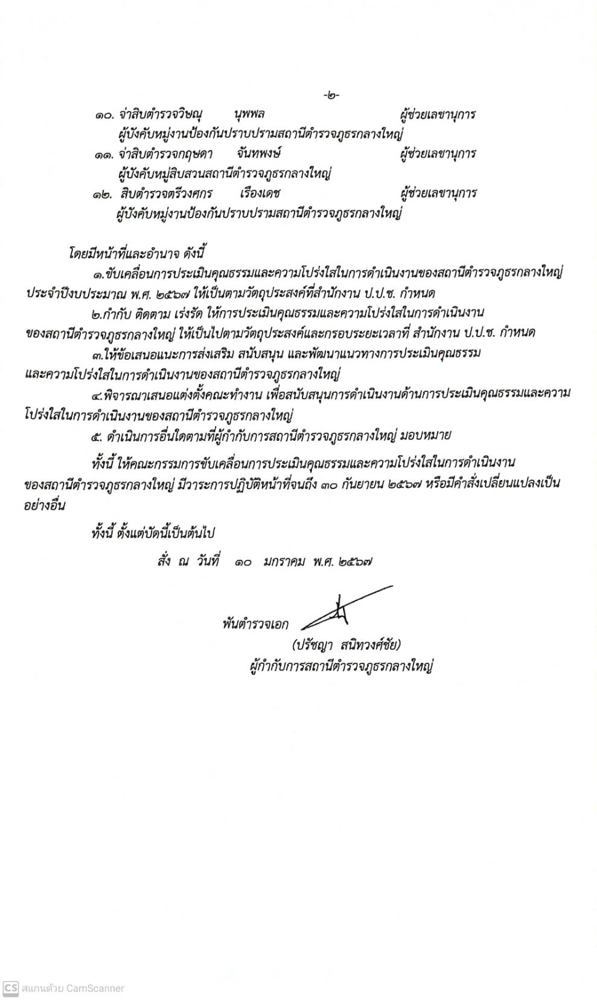 -๒-
๑๐. จ่าสิบตำรวจวิษณุ นุพพล ผู้ช่วยเลขานุการ
ผู้บังคับหมู่งานป้องกันปราบปรามสถานีตำรวจภูธรกลางใหญ่
๑๑. จ่าสิบตำรวจกฤษดา จันทพงษ์ ผู้ช่วยเลขานุการ
ผู้บังคับหมู่สืบสวนสถานีตำรวจภูธรกลางใหญ่
๑๒. สิบตำรวจตรีวงศกร เรืองเดช ผู้ช่วยเลขานุการ
ผู้บังคับหมู่งานป้องกันปราบปรามสถานีตำรวจภูธรกลางใหญ่
โดยมีหน้าที่และอำนาจ ดังนี้
๑.ขับเคลื่อนการประเมินคุณธรรมและความโปร่งใสในการดำเนินงานของสถานีตำรวจภูธรกลางใหญ่
ประจำปีงบประมาณ พ.ศ. ๒๕๖๗ ให้เป็นตามวัตถุประสงค์ที่สำนักงาน ป.ป.ช. กำหนด
๒.กำกับ ติดตาม เร่งรัด ให้การประเมินคุณธรรมและความโปร่งใสในการดำเนินงาน
ของสถานีตำรวจภูธรกลางใหญ่ ให้เป็นไปตามวัตถุประสงค์และกรอบระยะเวลาที่ สำนักงาน ป.ป.ช. กำหนด
๓.ให้ข้อเสนอแนะการส่งเสริม สนับสนุน และพัฒนาแนวทางการประเมินคุณธรรม
และความโปร่งใสในการดำเนินงานของสถานีตำรวจภูธรกลางใหญ่
๔.พิจารณาเสนอแต่งตั้งคณะทำงาน เพื่อสนับสนุนการดำเนินงานด้านการประเมินคุณธรรมและความ
โปร่งใสในการดำเนินงานของสถานีตำรวจภูธรกลางใหญ่
๕. ดำเนินการอื่นใดตามที่ผู้กำกับการสถานีตำรวจภูธรกลางใหญ่ มอบหมาย
ทั้งนี้ ให้คณะกรรมการขับเคลื่อนการประเมินคุณธรรมและความโปร่งใสในการดำเนินงาน
ของสถานีตำรวจภูธรกลางใหญ่ มีวาระการปฏิบัติหน้าที่จนถึง ๓๐ กันยายน ๒๕๖๗ หรือมีคำสั่งเปลี่ยนแปลงเป็น
อย่างอื่น
ทั้งนี้ ตั้งแต่บัดนี้เป็นต้นไป
สั่ง ณ วันที่ ๑๐ มกราคม พ.ศ. ๒๕๖๗
พันตำรวจเอก
(ปรัชญา สนิทวงศ์ชัย)
ผู้กำกับการสถานีตำรวจภูธรกลางใหญ่
CS สแกนด้วย CamScanner